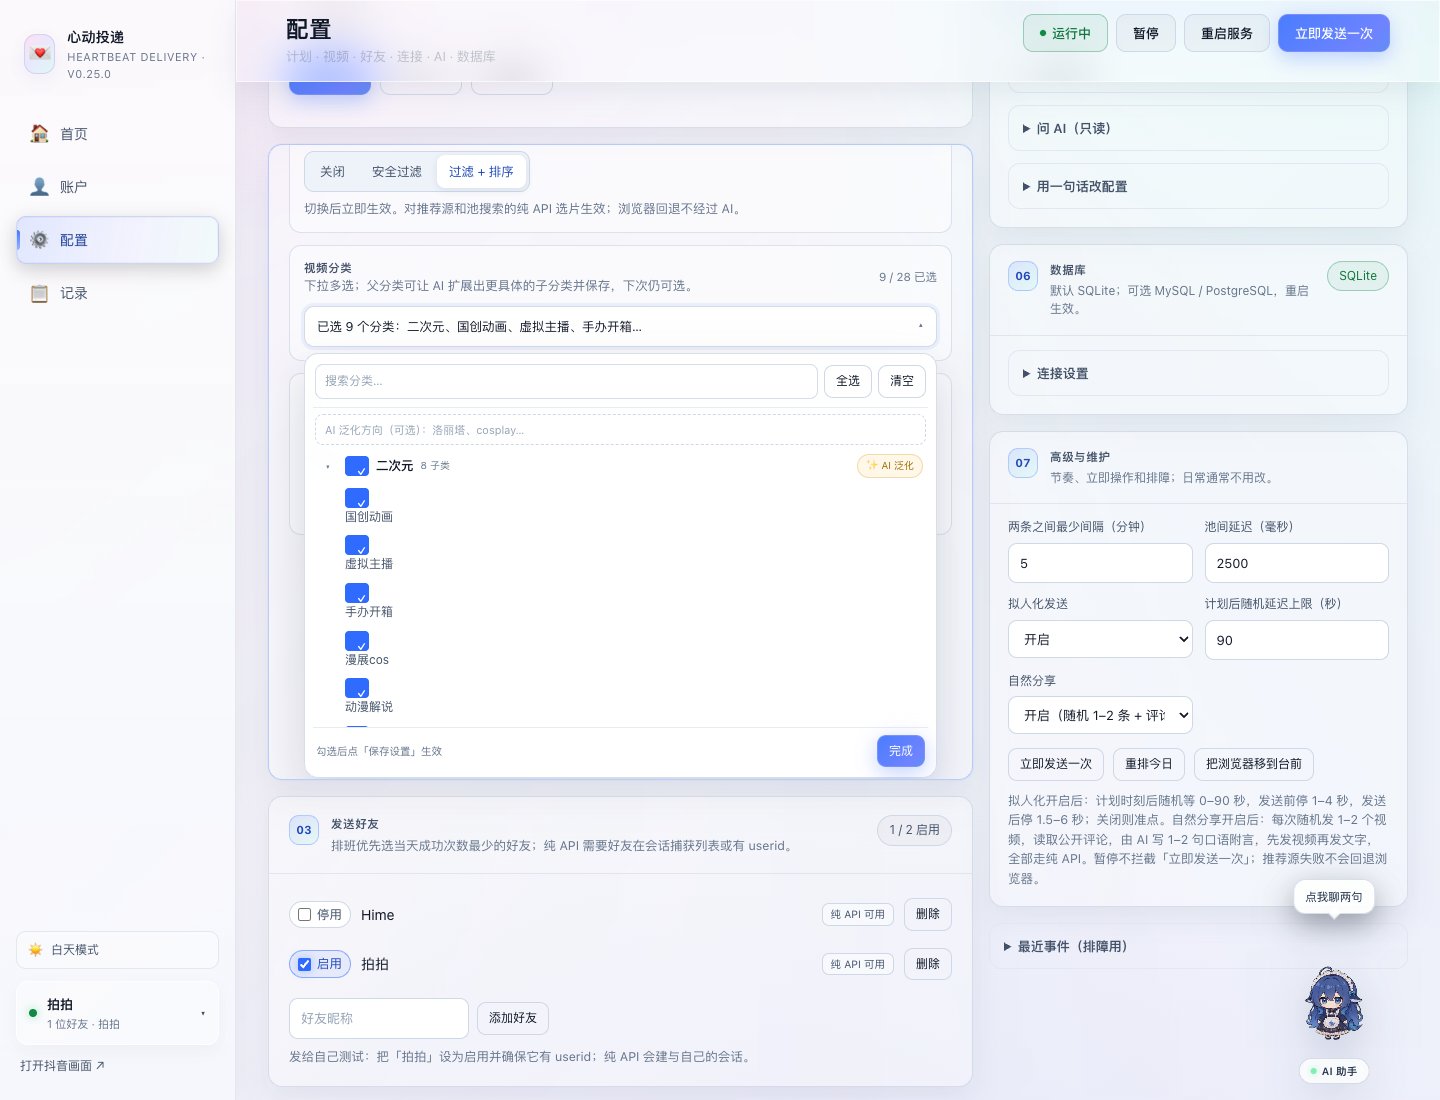 心动投递
HEARTBEAT DELIVERY ·
V0.25.0
首页
账户
配置
记录
白天模式
拍拍
1 位好友 · 拍拍
打开抖音画面 ↗
配置
计划 · 视频 · 好友 · 连接 · AI · 数据库
运行中
暂停
重启服务
立即发送一次
关闭
安全过滤
过滤 + 排序
切换后立即生效。对推荐源和池搜索的纯 API 选片生效；浏览器回退不经过 AI。
视频分类
下拉多选；父分类可让 AI 扩展出更具体的子分类并保存，下次仍可选。
9 / 28 已选
已选 9 个分类：二次元、国创动画、虚拟主播、手办开箱…
搜索分类…
全选
清空
AI 泛化方向（可选）：洛丽塔、cosplay…
二次元
8 子类
✨ AI 泛化
国创动画
虚拟主播
手办开箱
漫展cos
动漫解说
勾选后点「保存设置」生效
完成
03
发送好友
排班优先选当天成功次数最少的好友；纯 API 需要好友在会话捕获列表或有 userid。
1 / 2 启用
停用
Hime
纯 API 可用
删除
启用
拍拍
纯 API 可用
删除
好友昵称
添加好友
发给自己测试：把「拍拍」设为启用并确保它有 userid；纯 API 会建与自己的会话。
问 AI（只读）
用一句话改配置
06
数据库
默认 SQLite；可选 MySQL / PostgreSQL，重启
生效。
SQLite
连接设置
07
高级与维护
节奏、立即操作和排障；日常通常不用改。
两条之间最少间隔（分钟）
池间延迟（毫秒）
5
2500
拟人化发送
计划后随机延迟上限（秒）
开启
90
自然分享
开启（随机 1–2 条 + 评论
立即发送一次
重排今日
把浏览器移到台前
拟人化开启后：计划时刻后随机等 0–90 秒，发送前停 1–4 秒，发送
后停 1.5–6 秒；关闭则准点。自然分享开启后：每次随机发 1–2 个视
频，读取公开评论，由 AI 写 1–2 句口语附言，先发视频再发文字，
全部走纯 API。暂停不拦截「立即发送一次」；推荐源失败不会回退浏
览器。
点我聊两句
最近事件（排障用）
AI 助手